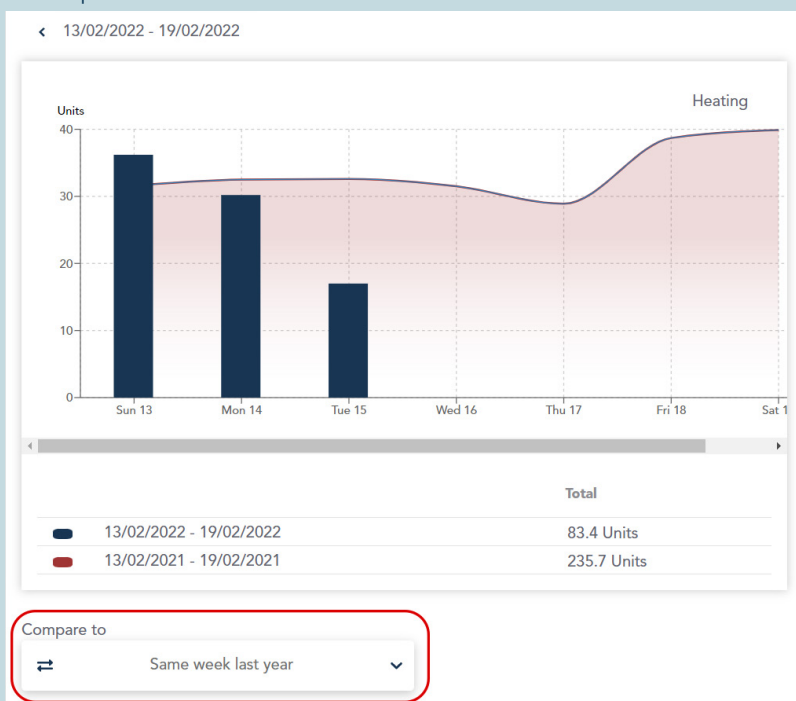 13/02/2022 - 19/02/2022
Heating
Units
40
30
20
10
0
Sun 13 Mon 14 Tue 15 Wed 16 Thu 17 Fri 18 Sat 1
Total
13/02/2022 - 19/02/2022 83.4 Units
13/02/2021 - 19/02/2021 235.7 Units
Compare to
Same week last year